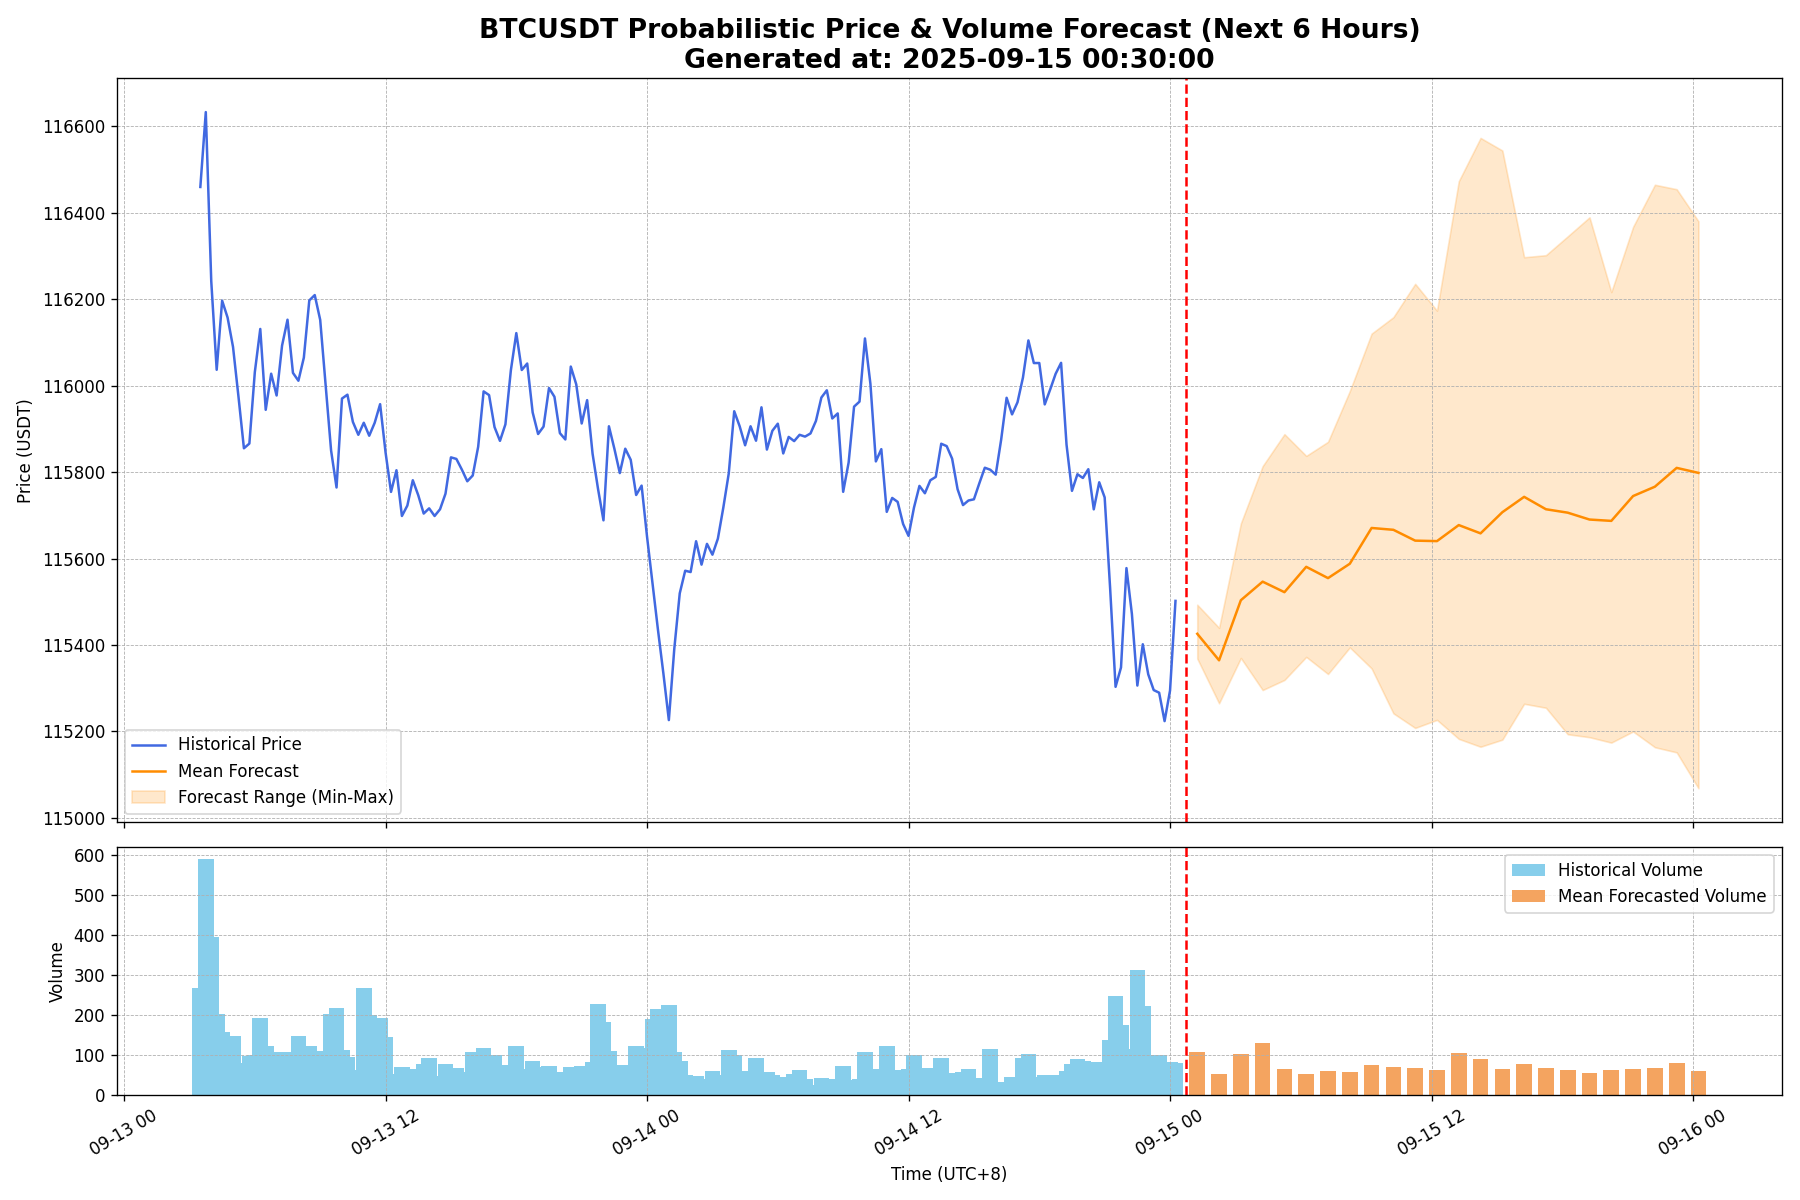 BTCUSDT Probabilistic Price & Volume Forecast (Next 6 Hours)
Generated at: 2025-09-15 00:30:00
116600
116400
116200
116000
115800
115600
115400
115200
115000
Price (USDT)
Historical Price
Mean Forecast
Forecast Range (Min-Max)
600
500
400
300
200
100
0
Volume
Historical Volume
Mean Forecasted Volume
09-13 00
09-13 12
09-14 00
09-14 12
09-15 00
09-15 12
09-16 00
Time (UTC+8)